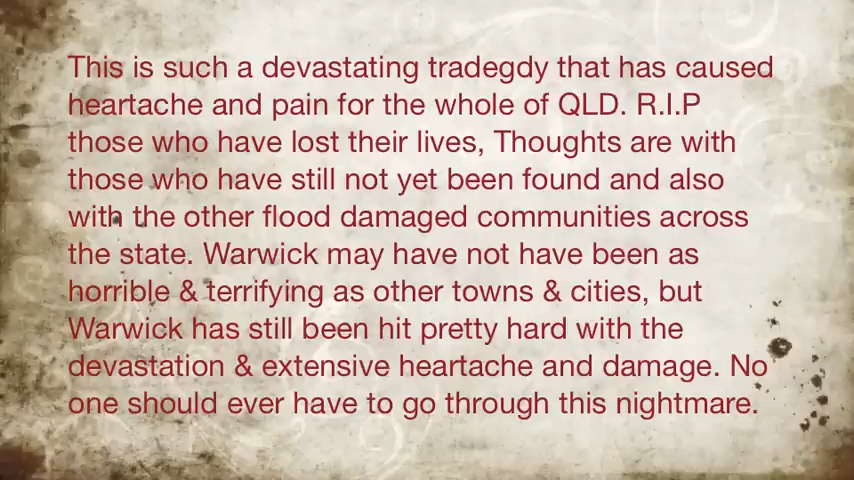 This is such a devastating tradegdy that has caused
heartache and pain for the whole of QLD. R.I.P
those who have lost their lives, Thoughts are with
those who have still not yet been found and also
with the other flood damaged communities across
the state. Warwick may have not have been as
horrible & terrifying as other towns & cities, but
Warwick has still been hit pretty hard with the
devastation & extensive heartache and damage. No
one should ever have to go through this nightmare.